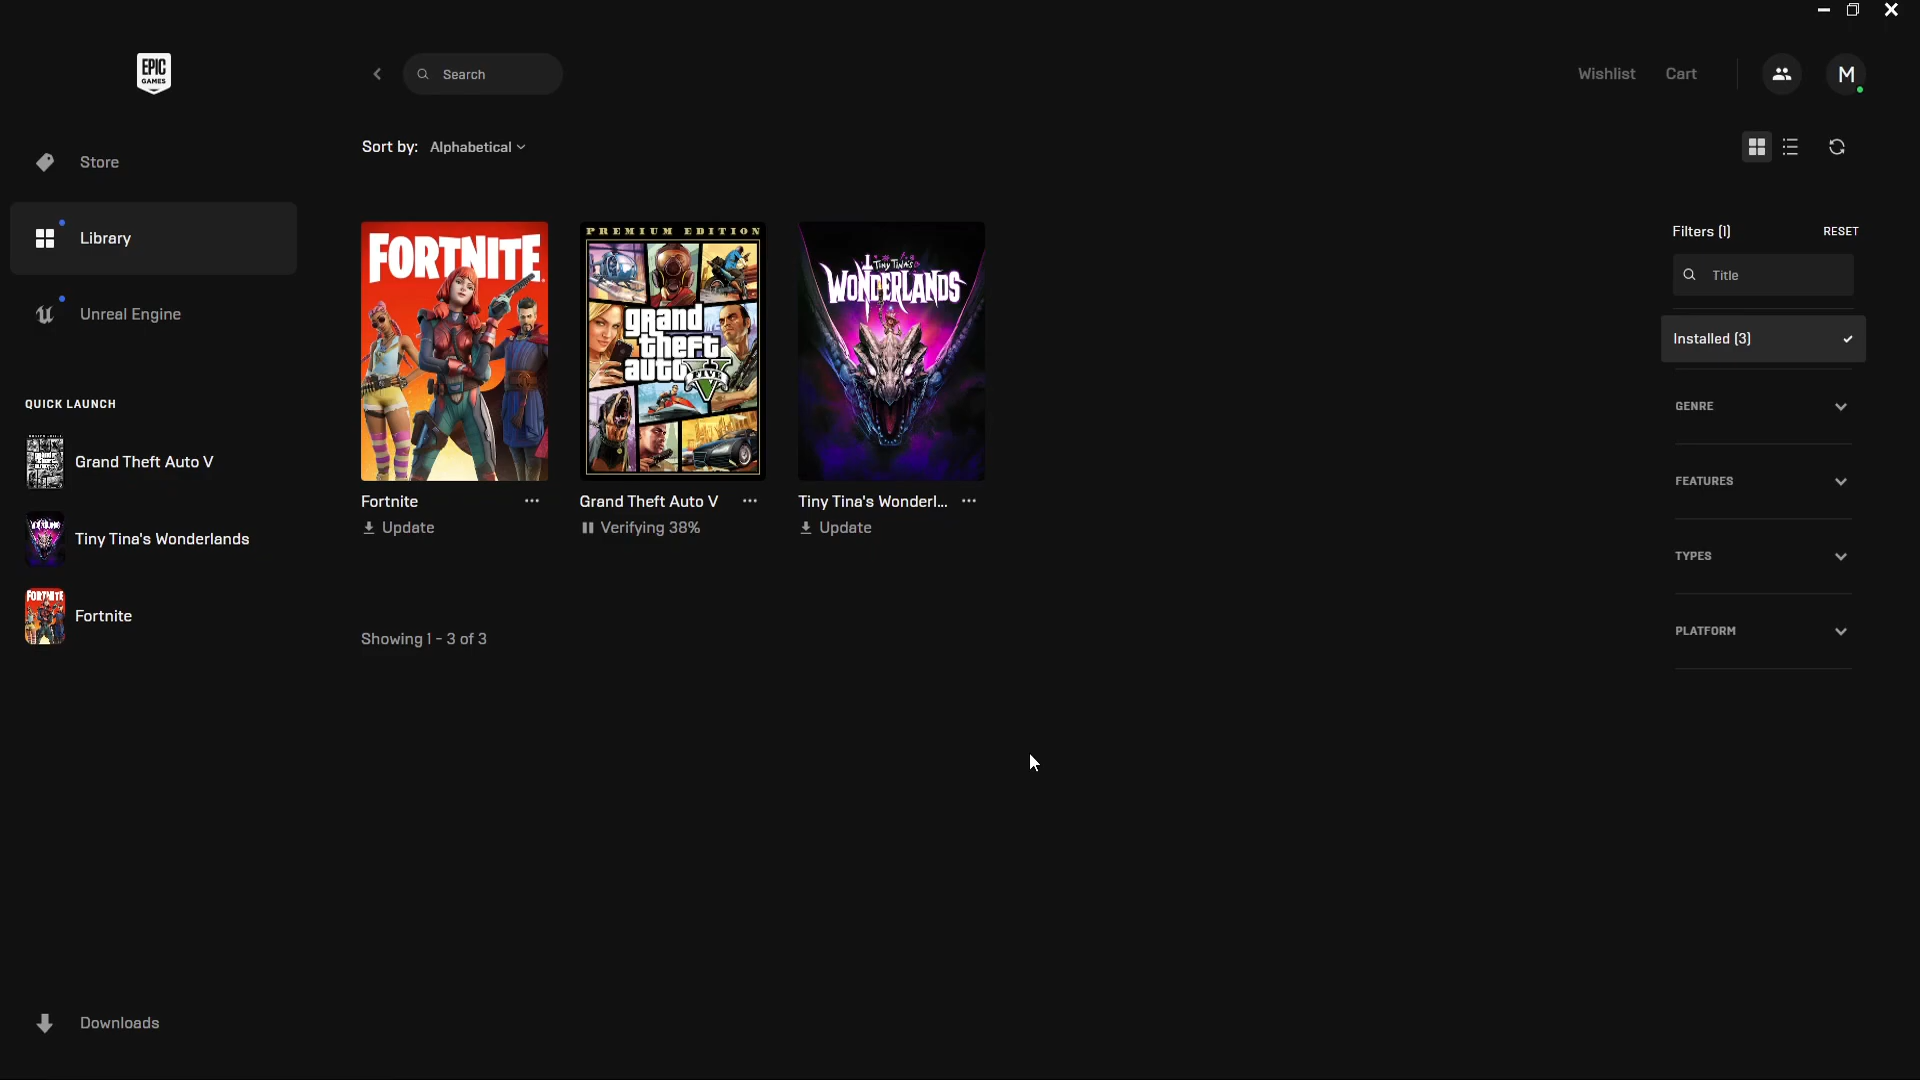 EPIC
GAMES
Search
Wishlist
Cart
M
Store
Library
Unreal Engine
QUICK LAUNCH
Grand Theft Auto V
Tiny Tina's Wonderlands
FORTNITE
Fortnite
Downloads
Sort by: Alphabetical
FORTNITE
Fortnite
Update
PREMIUM EDITION
grand
theft
auto
FIVE
V
Grand Theft Auto V
Verifying 38%
TINY TINA'S
WONDERLANDS
Tiny Tina's Wonderl...
Update
Showing 1 - 3 of 3
Filters (1)
RESET
Title
Installed (3)
GENRE
FEATURES
TYPES
PLATFORM